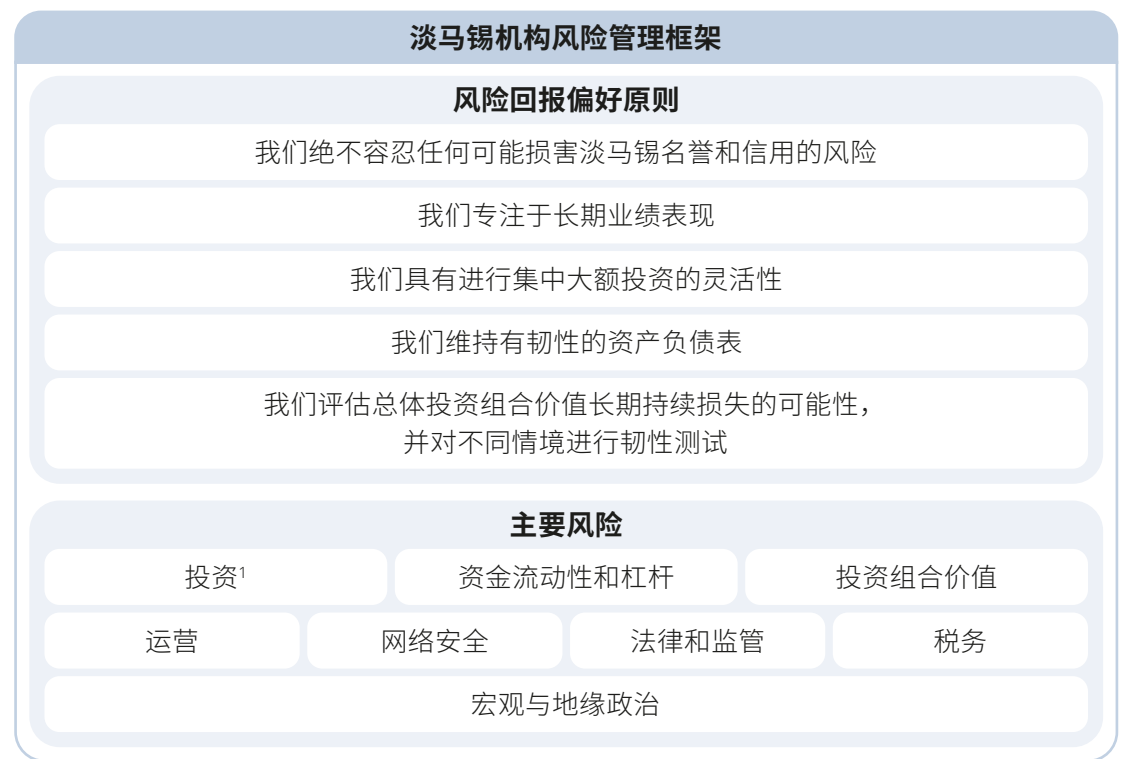 淡马锡机构风险管理框架
风险回报偏好原则
我们绝不容忍任何可能损害淡马锡名誉和信用的风险
我们专注于长期业绩表现
我们具有进行集中大额投资的灵活性
我们维持有韧性的资产负债表
我们评估总体投资组合价值长期持续损失的可能性，
并对不同情境进行韧性测试
主要风险
投资¹
资金流动性和杠杆
投资组合价值
运营
网络安全
法律和监管
税务
宏观与地缘政治